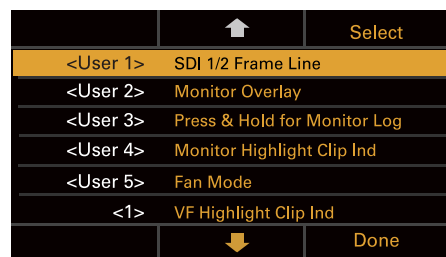 Select
<User 1> SDI 1/2 Frame Line
<User 2> Monitor Overlay
<User 3> Press & Hold for Monitor Log
<User 4> Monitor Highlight Clip Ind
<User 5> Fan Mode
<1> VF Highlight Clip Ind
Done